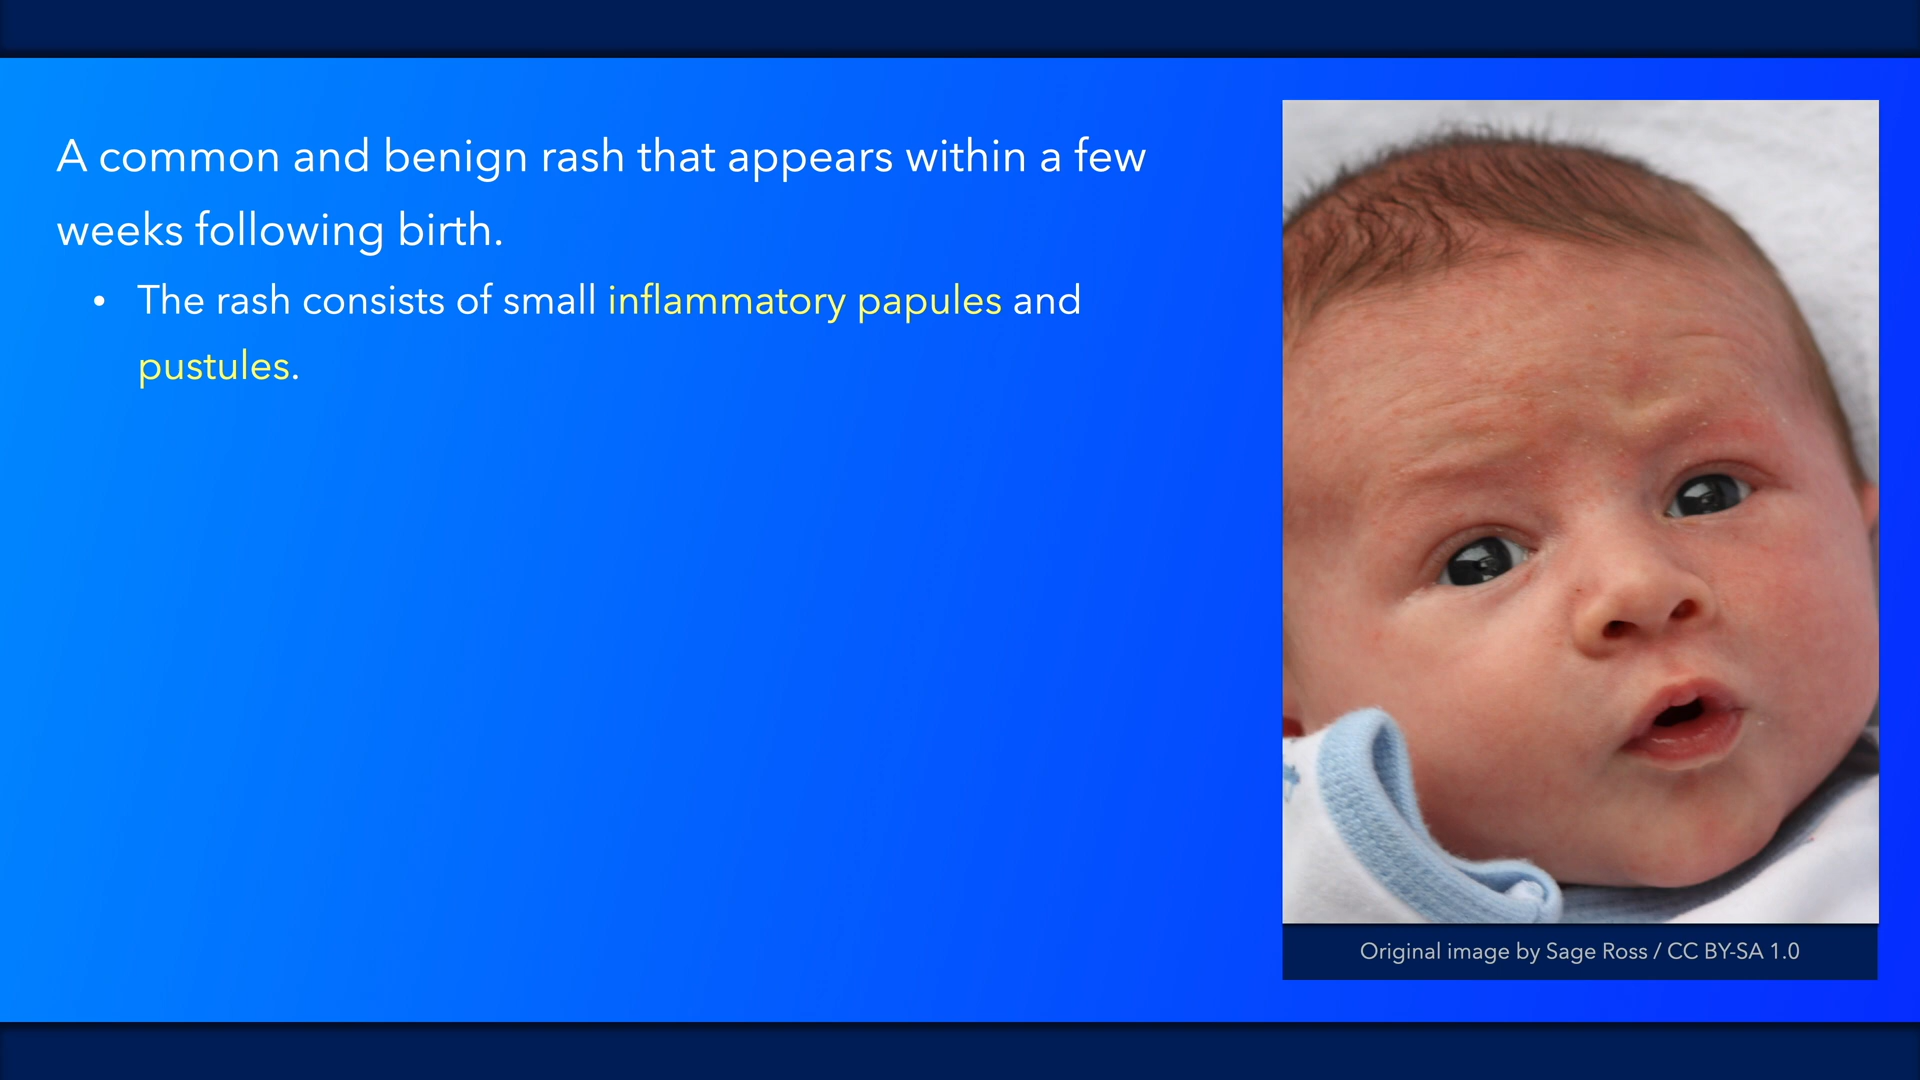 A common and benign rash that appears within a few
weeks following birth.
• The rash consists of small inflammatory papules and
pustules.
Original image by Sage Ross / CC BY-SA 1.0